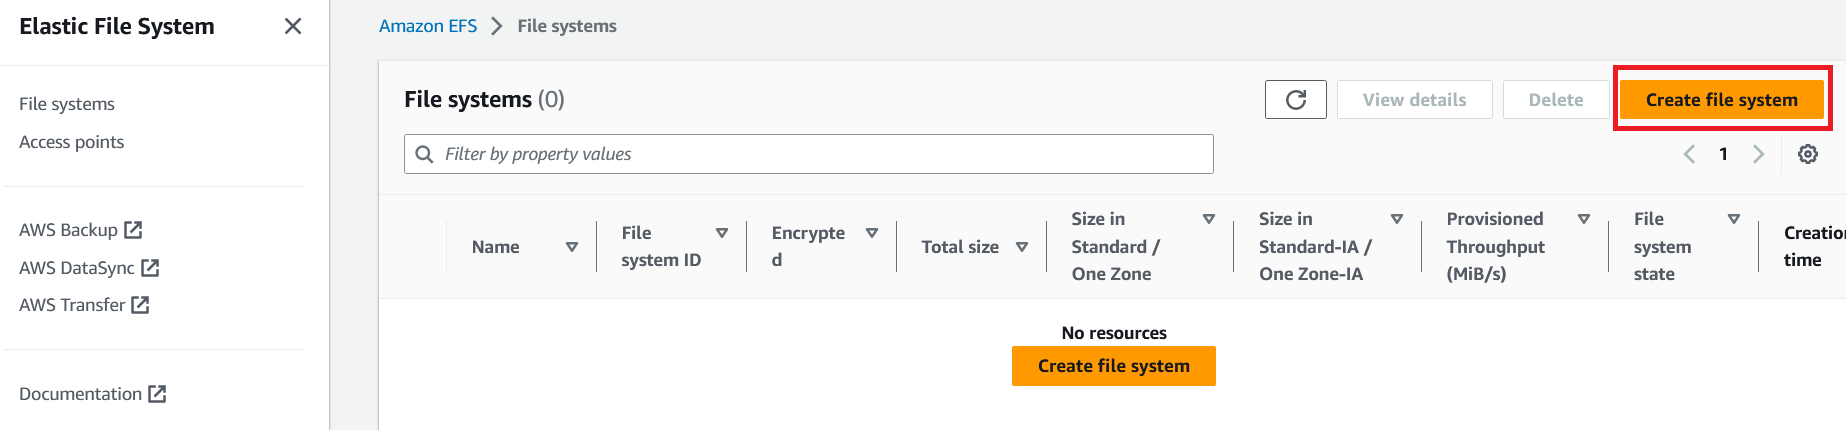 Elastic File System
File systems
Access points
AWS Backup
AWS DataSync
AWS Transfer
Documentation
Amazon EFS > File systems
File systems (0)
View details
Delete
Create file system
Filter by property values
1
Name
File
system ID
Encrypte
d
Total size
Size in
Standard /
One Zone
Size in
Standard-IA /
One Zone-IA
Provisioned
Throughput
(MiB/s)
File
system
state
Creation
time
No resources
Create file system